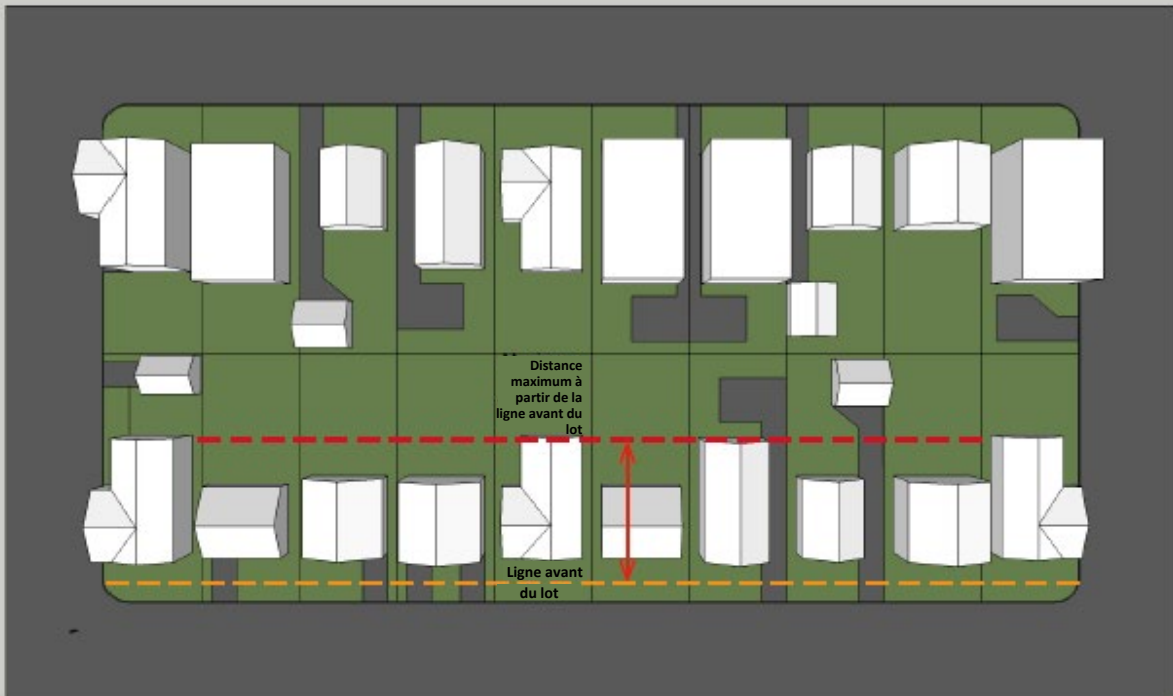 Distance
maximum à
partir de la
ligne avant du
lot
Ligne avant
du lot